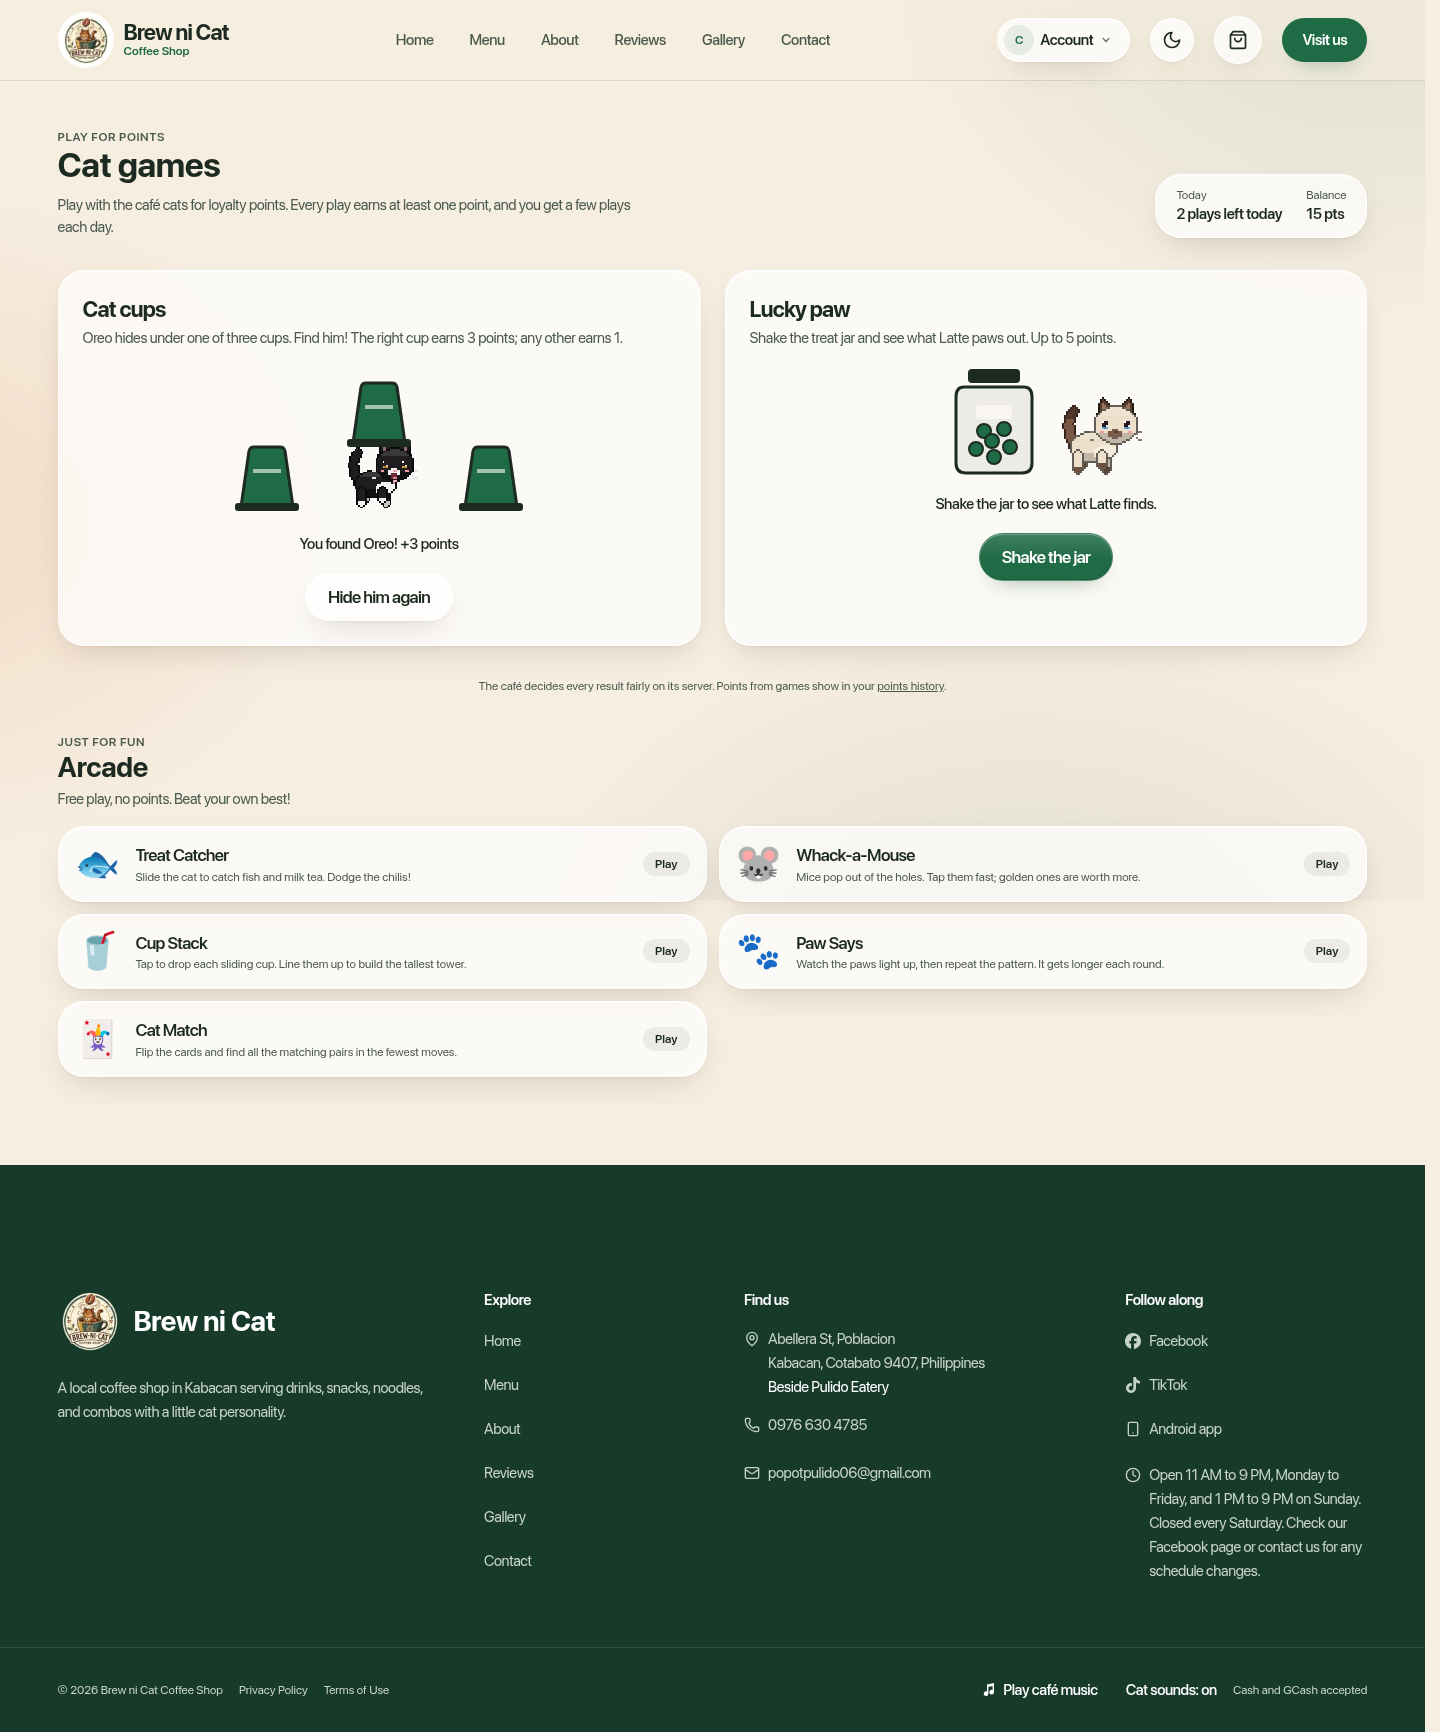 Brew ni Cat
Coffee Shop
Home
Menu
About
Reviews
Gallery
Contact
C
Account
Visit us
PLAY FOR POINTS
Cat games
Play with the café cats for loyalty points. Every play earns at least one point, and you get a few plays
each day.
Today
2 plays left today
Balance
15 pts
Cat cups
Oreo hides under one of three cups. Find him! The right cup earns 3 points; any other earns 1.
You found Oreo! +3 points
Hide him again
Lucky paw
Shake the treat jar and see what Latte paws out. Up to 5 points.
Shake the jar to see what Latte finds.
Shake the jar
The café decides every result fairly on its server. Points from games show in your points history.
JUST FOR FUN
Arcade
Free play, no points. Beat your own best!
Treat Catcher
Slide the cat to catch fish and milk tea. Dodge the chilis!
Play
Whack-a-Mouse
Mice pop out of the holes. Tap them fast; golden ones are worth more.
Play
Cup Stack
Tap to drop each sliding cup. Line them up to build the tallest tower.
Play
Paw Says
Watch the paws light up, then repeat the pattern. It gets longer each round.
Play
Cat Match
Flip the cards and find all the matching pairs in the fewest moves.
Play
BREW·NI·CAT
Brew ni Cat
A local coffee shop in Kabacan serving drinks, snacks, noodles,
and combos with a little cat personality.
Explore
Home
Menu
About
Reviews
Gallery
Contact
Find us
Abellera St, Poblacion
Kabacan, Cotabato 9407, Philippines
Beside Pulido Eatery
0976 630 4785
popotpulido06@gmail.com
Follow along
Facebook
TikTok
Android app
Open 11 AM to 9 PM, Monday to
Friday, and 1 PM to 9 PM on Sunday.
Closed every Saturday. Check our
Facebook page or contact us for any
schedule changes.
© 2026 Brew ni Cat Coffee Shop
Privacy Policy
Terms of Use
Play café music
Cat sounds: on
Cash and GCash accepted